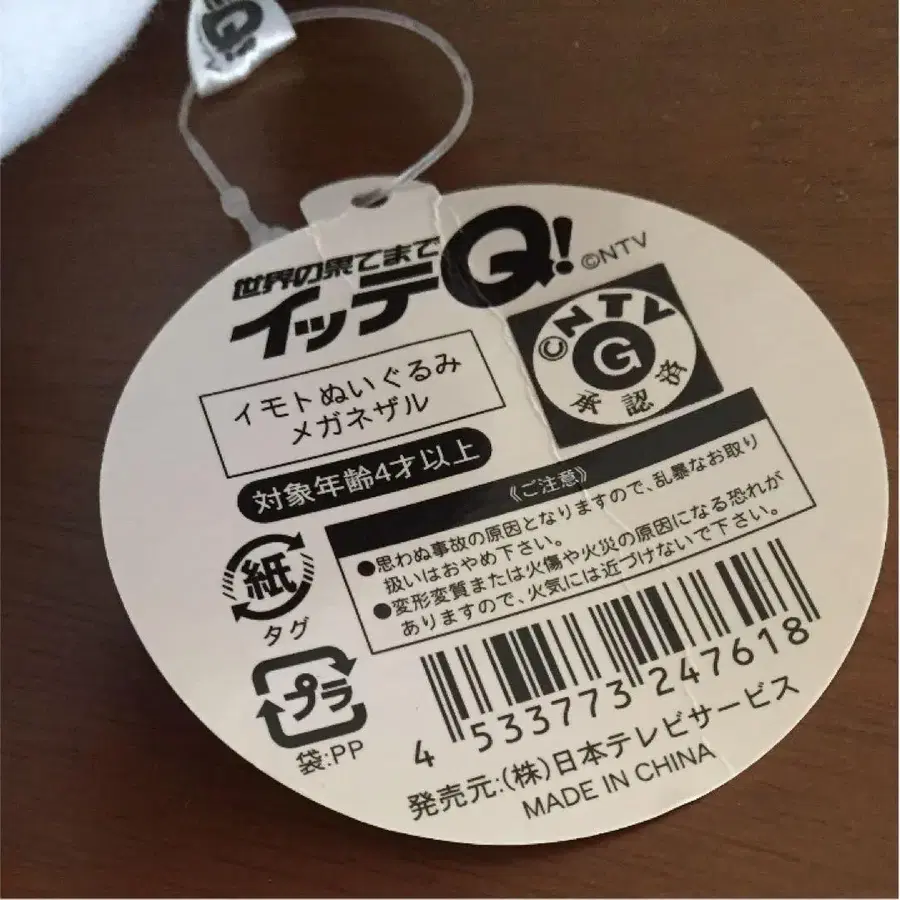 Q!
世界の果てまで
イッテQ!
©NTV
©NTV
G
承認済
イモトぬいぐるみ
メガネザル
対象年齢4才以上
《ご注意》
●思わぬ事故の原因となりますので、乱暴なお取り
扱いはおやめ下さい。
●変形変質または火傷や火災の原因になる恐れが
ありますので、火気には近づけないで下さい。
紙
タグ
プラ
袋:PP
4 533773 247618
発売元:(株)日本テレビサービス
MADE IN CHINA